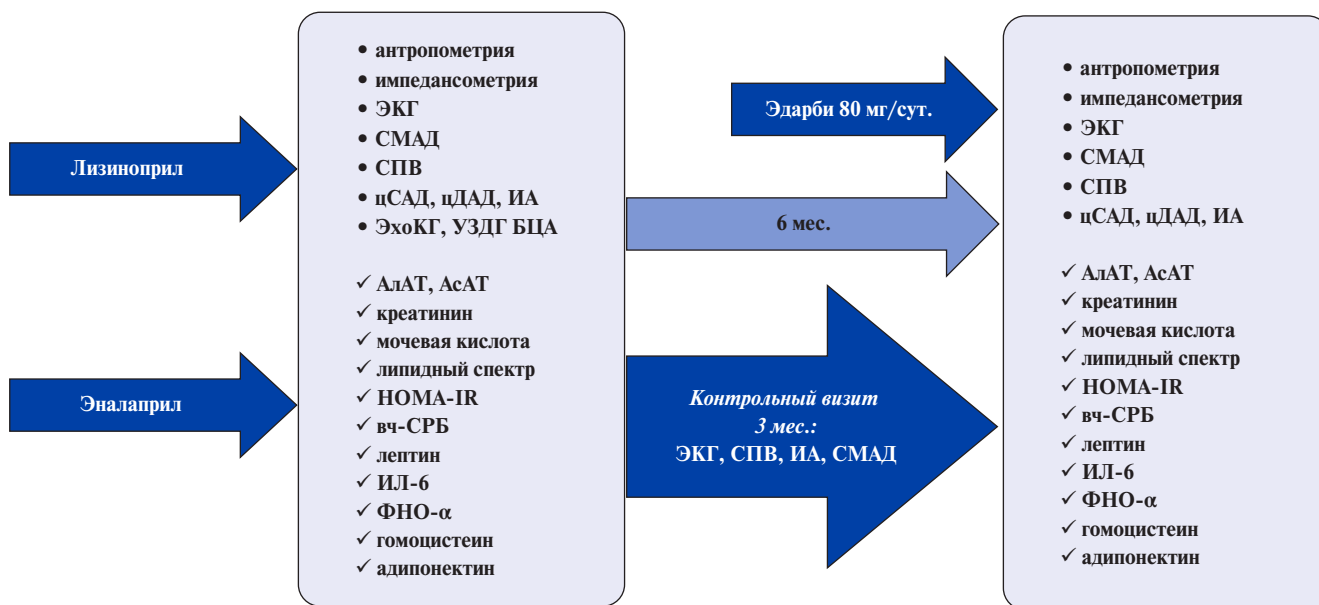 Лизиноприл
Эналаприл
• антропометрия
• импедансометрия
• ЭКГ
• СМАД
• СПВ
• цСАД, цДАД, ИА
• ЭхоКГ, УЗДГ БЦА
✓ АлАТ, АсАТ
✓ креатинин
✓ мочевая кислота
✓ липидный спектр
✓ HOMA-IR
✓ вч-СРБ
✓ лептин
✓ ИЛ-6
✓ ФНО-α
✓ гомоцистеин
✓ адипонектин
Эдарби 80 мг/сут.
6 мес.
Контрольный визит
3 мес.:
ЭКГ, СПВ, ИА, СМАД
• антропометрия
• импедансометрия
• ЭКГ
• СМАД
• СПВ
• цСАД, цДАД, ИА
✓ АлАТ, АсАТ
✓ креатинин
✓ мочевая кислота
✓ липидный спектр
✓ HOMA-IR
✓ вч-СРБ
✓ лептин
✓ ИЛ-6
✓ ФНО-α
✓ гомоцистеин
✓ адипонектин